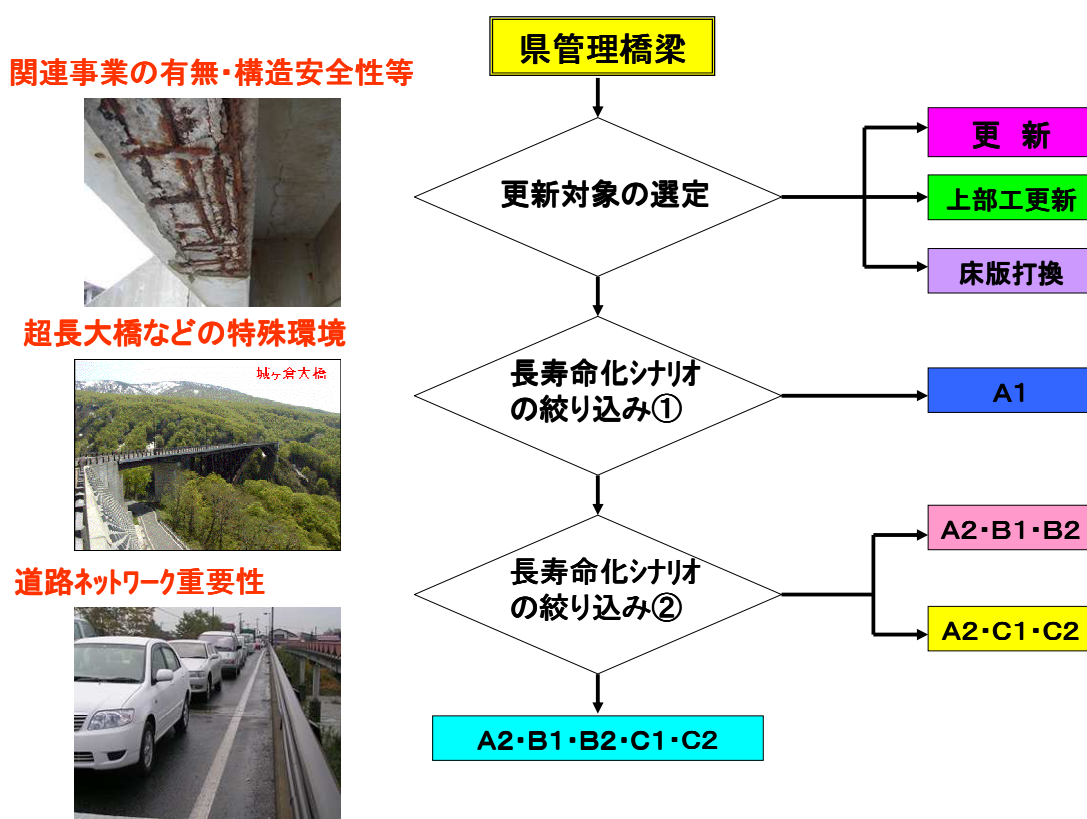 県管理橋梁
関連事業の有無・構造安全性等
更新対象の選定
更 新
上部工更新
床版打換
超長大橋などの特殊環境
城ヶ倉大橋
長寿命化シナリオ
の絞り込み①
A1
道路ネットワーク重要性
長寿命化シナリオ
の絞り込み②
A2・B1・B2
A2・C1・C2
A2・B1・B2・C1・C2